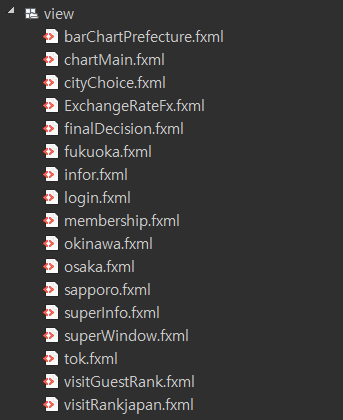 view
barChartPrefecture.fxml
chartMain.fxml
cityChoice.fxml
ExchangeRateFx.fxml
finalDecision.fxml
fukuoka.fxml
infor.fxml
login.fxml
membership.fxml
okinawa.fxml
osaka.fxml
sapporo.fxml
superInfo.fxml
superWindow.fxml
tok.fxml
visitGuestRank.fxml
visitRankjapan.fxml